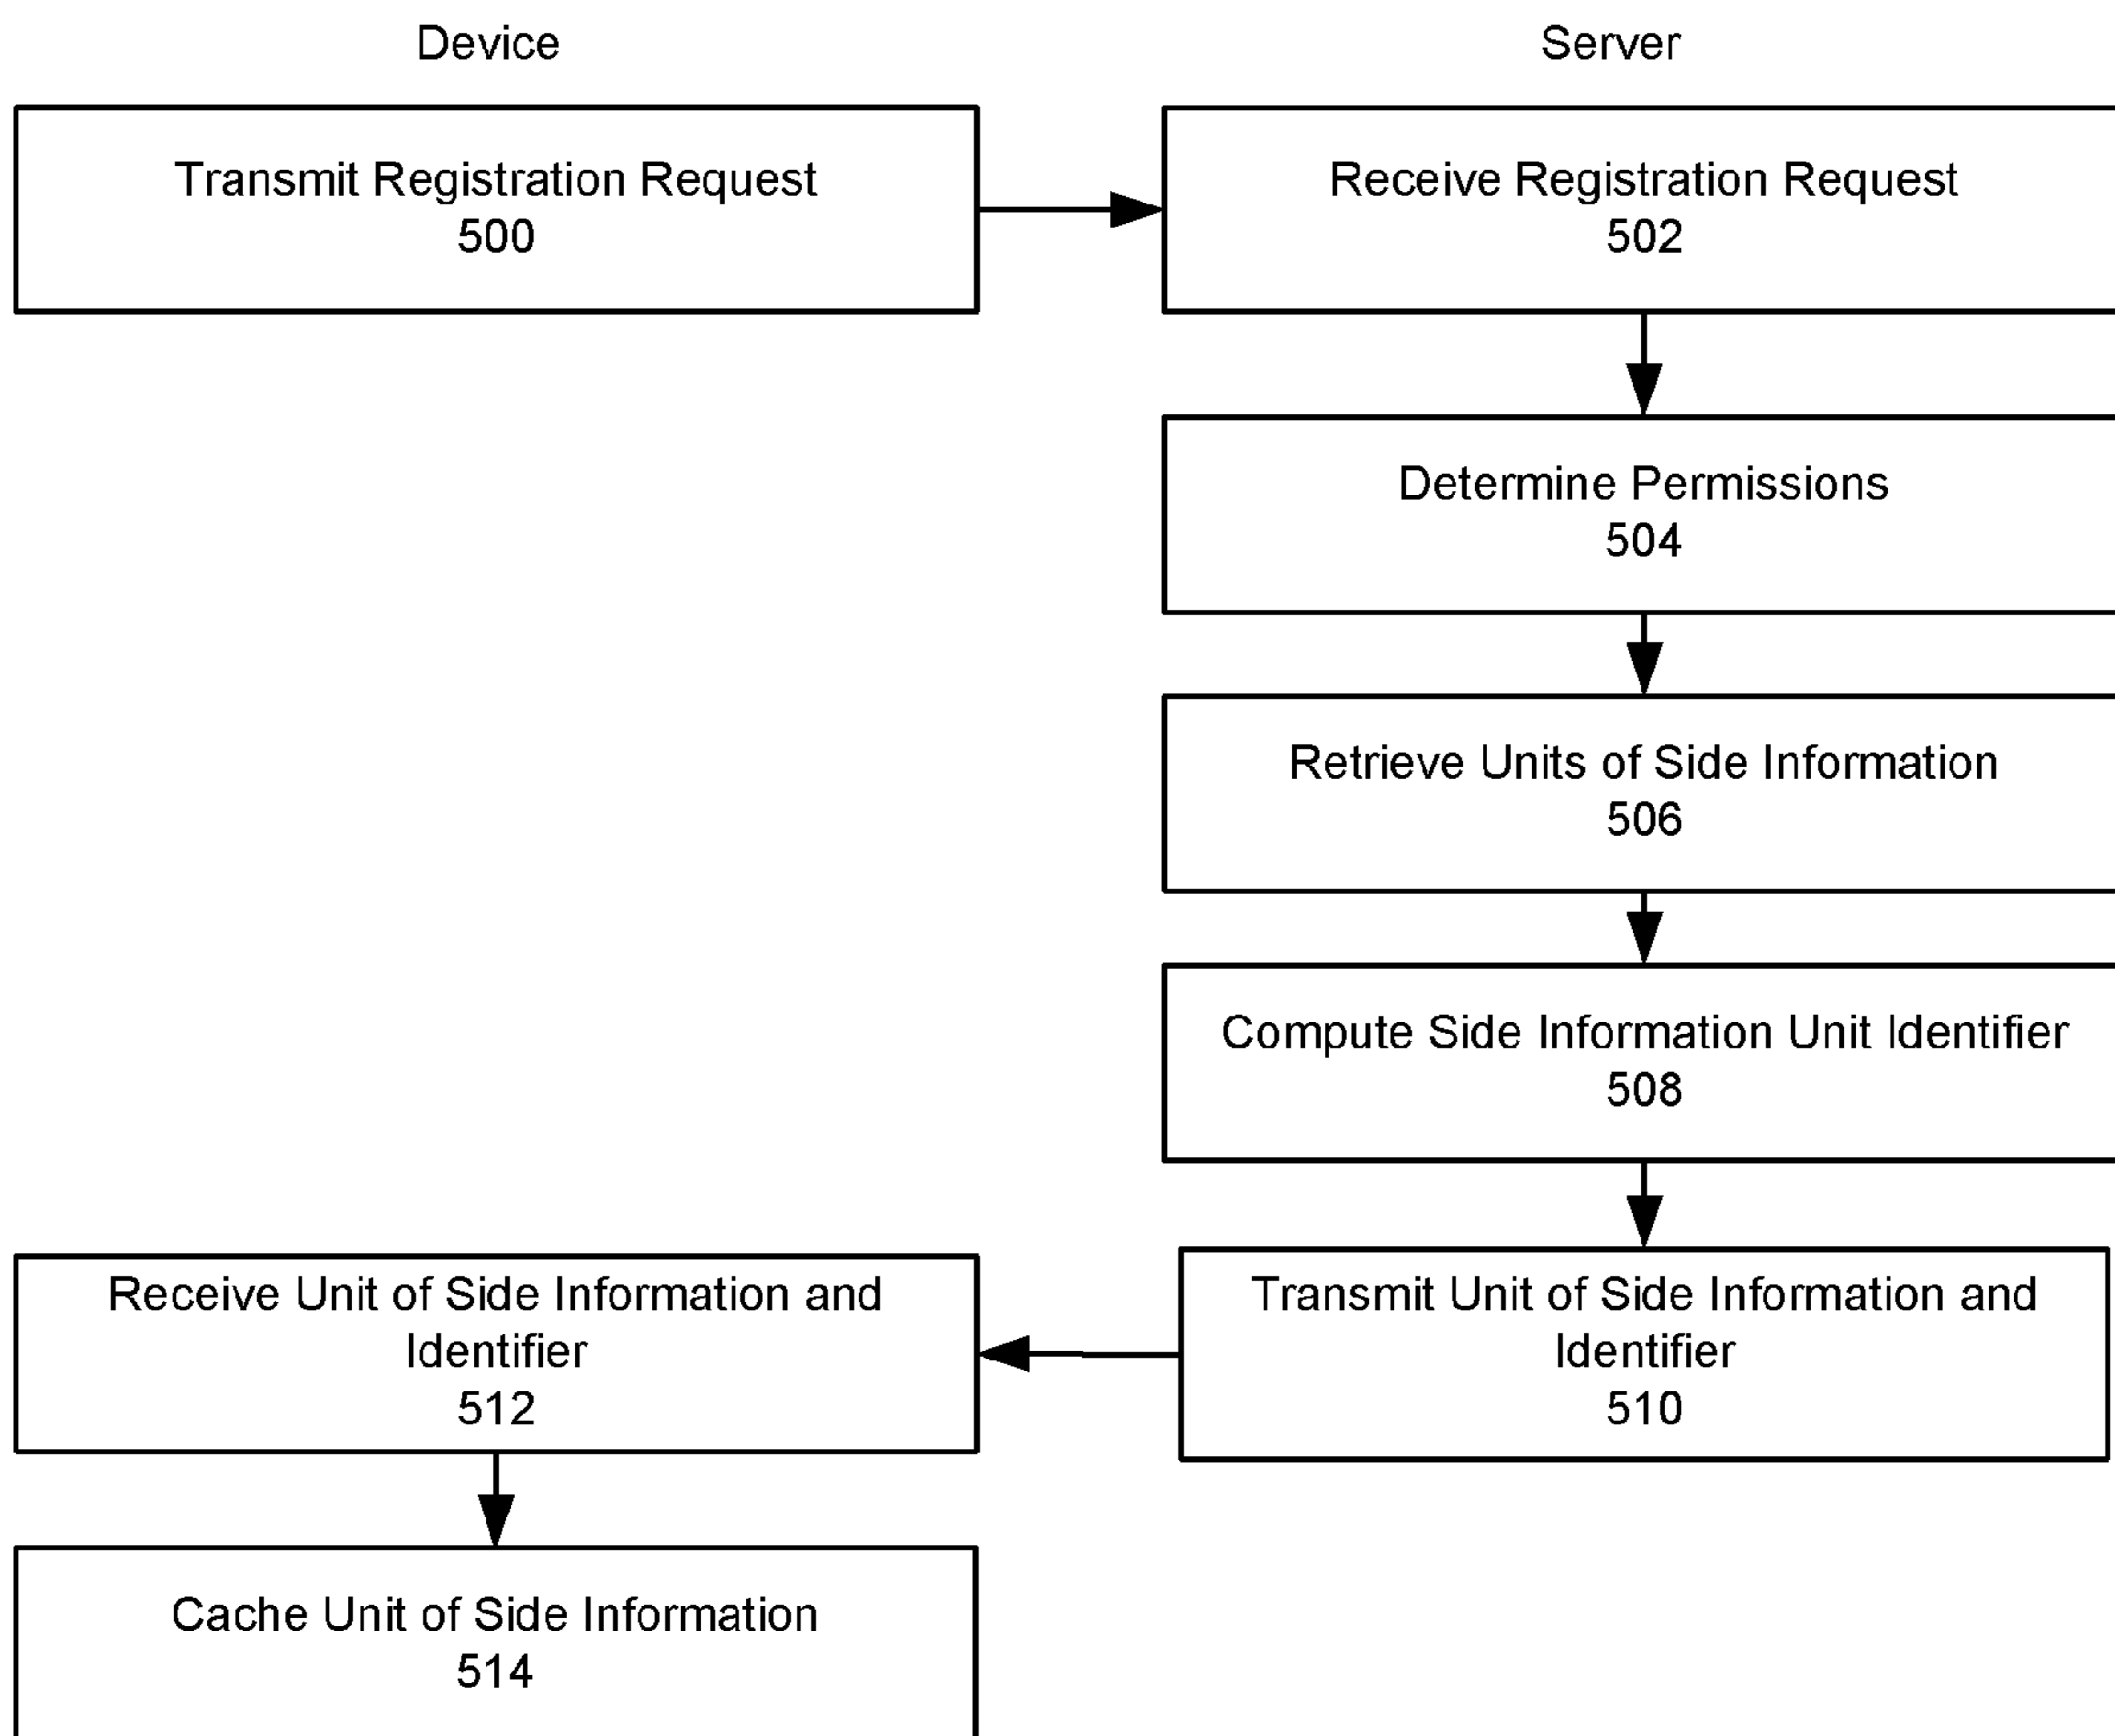 Device
Server
Transmit Registration Request
500
Receive Registration Request
502
Determine Permissions
504
Retrieve Units of Side Information
506
Compute Side Information Unit Identifier
508
Transmit Unit of Side Information and
Identifier
510
Receive Unit of Side Information and
Identifier
512
Cache Unit of Side Information
514